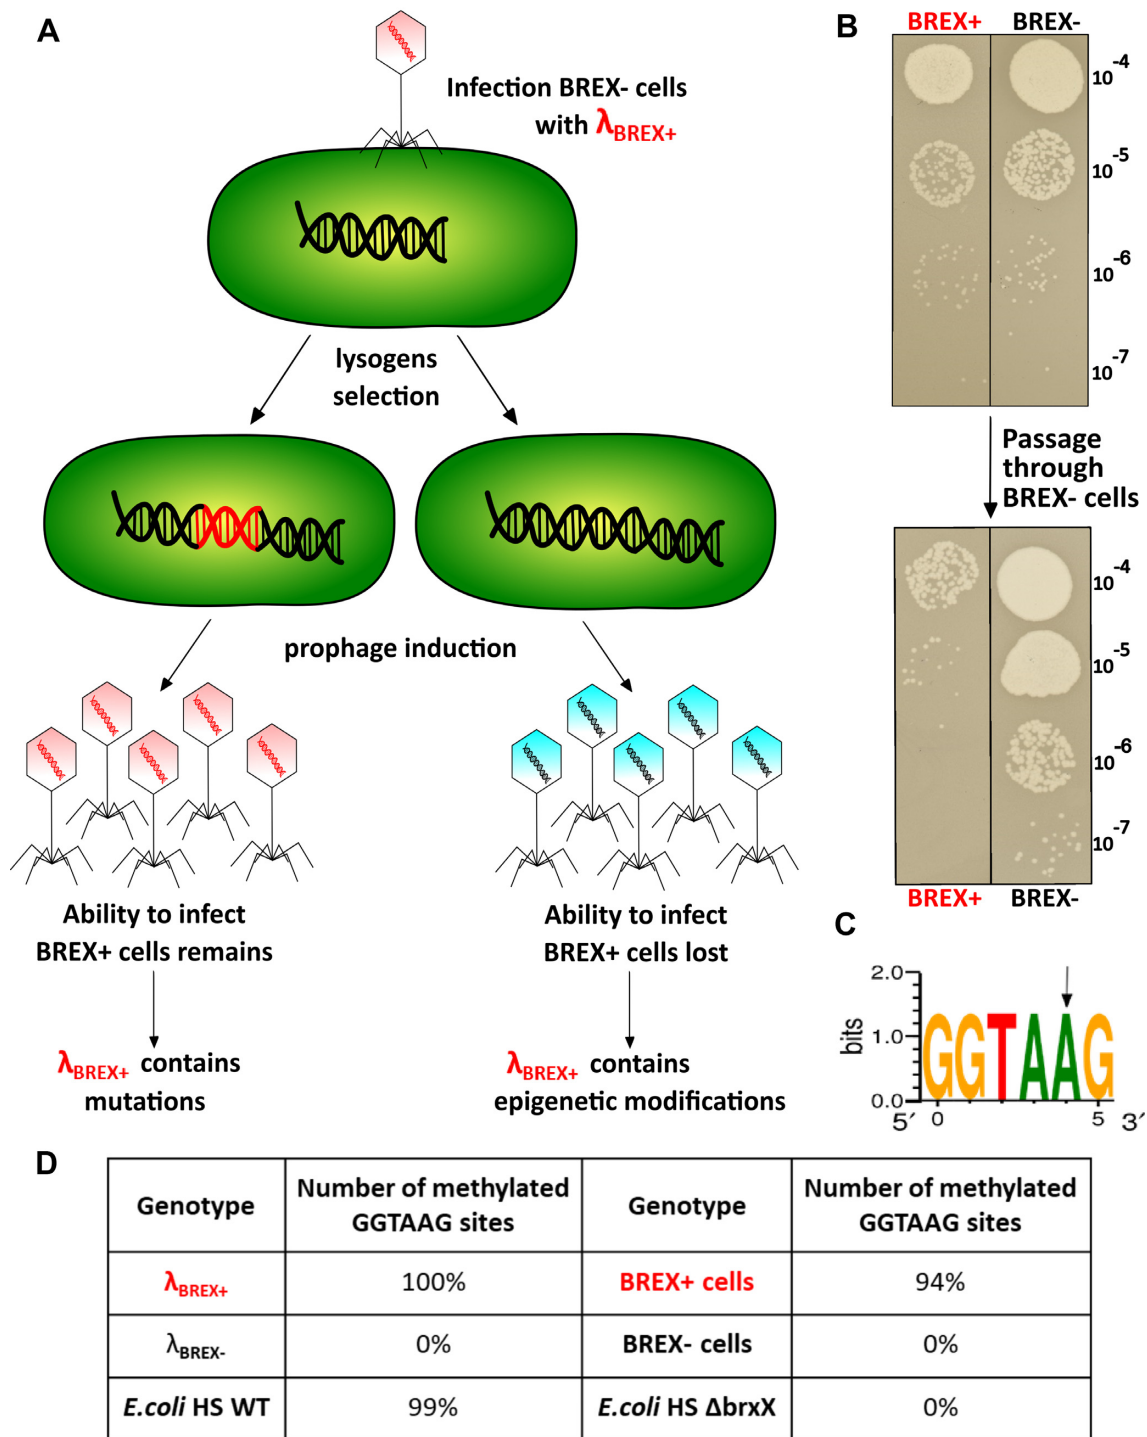 A
Infection BREX- cells
with λBREX+
lysogens
selection
prophage induction
Ability to infect
BREX+ cells remains
Ability to infect
BREX+ cells lost
λBREX+ contains
mutations
λBREX+ contains
epigenetic modifications
B
BREX+ BREX-
10-4
10-5
10-6
10-7
Passage
through
BREX- cells
10-4
10-5
10-6
10-7
BREX+ BREX-
C
2.0
1.0
0.0
bits
GGTAAG
5′ 0 5 3′
D
Genotype Number of methylated GGTAAG sites Genotype Number of methylated GGTAAG sites
λBREX+ 100% BREX+ cells 94%
λBREX- 0% BREX- cells 0%
E.coli HS WT 99% E.coli HS ΔbrxX 0%